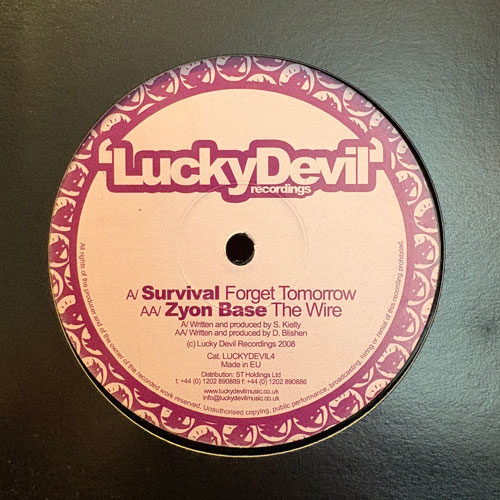 LuckyDevil
recordings
A/ Survival Forget Tomorrow
AA/ Zyon Base The Wire
A/ Written and produced by S. Kielty
AA/ Written and produced by D. Blishen
(c) Lucky Devil Recordings 2008
Cat. LUCKYDEVIL4
Made in EU
Distribution: ST Holdings Ltd
t: +44 (0) 1202 890889 f: +44 (0) 1202 890886
www.luckydevilmusic.co.uk
info@luckydevilmusic.co.uk
All rights of the producer and of the owner of the recorded work reserved. Unauthorised copying, public performance, broadcasting, hiring or rental of this recording prohibited.